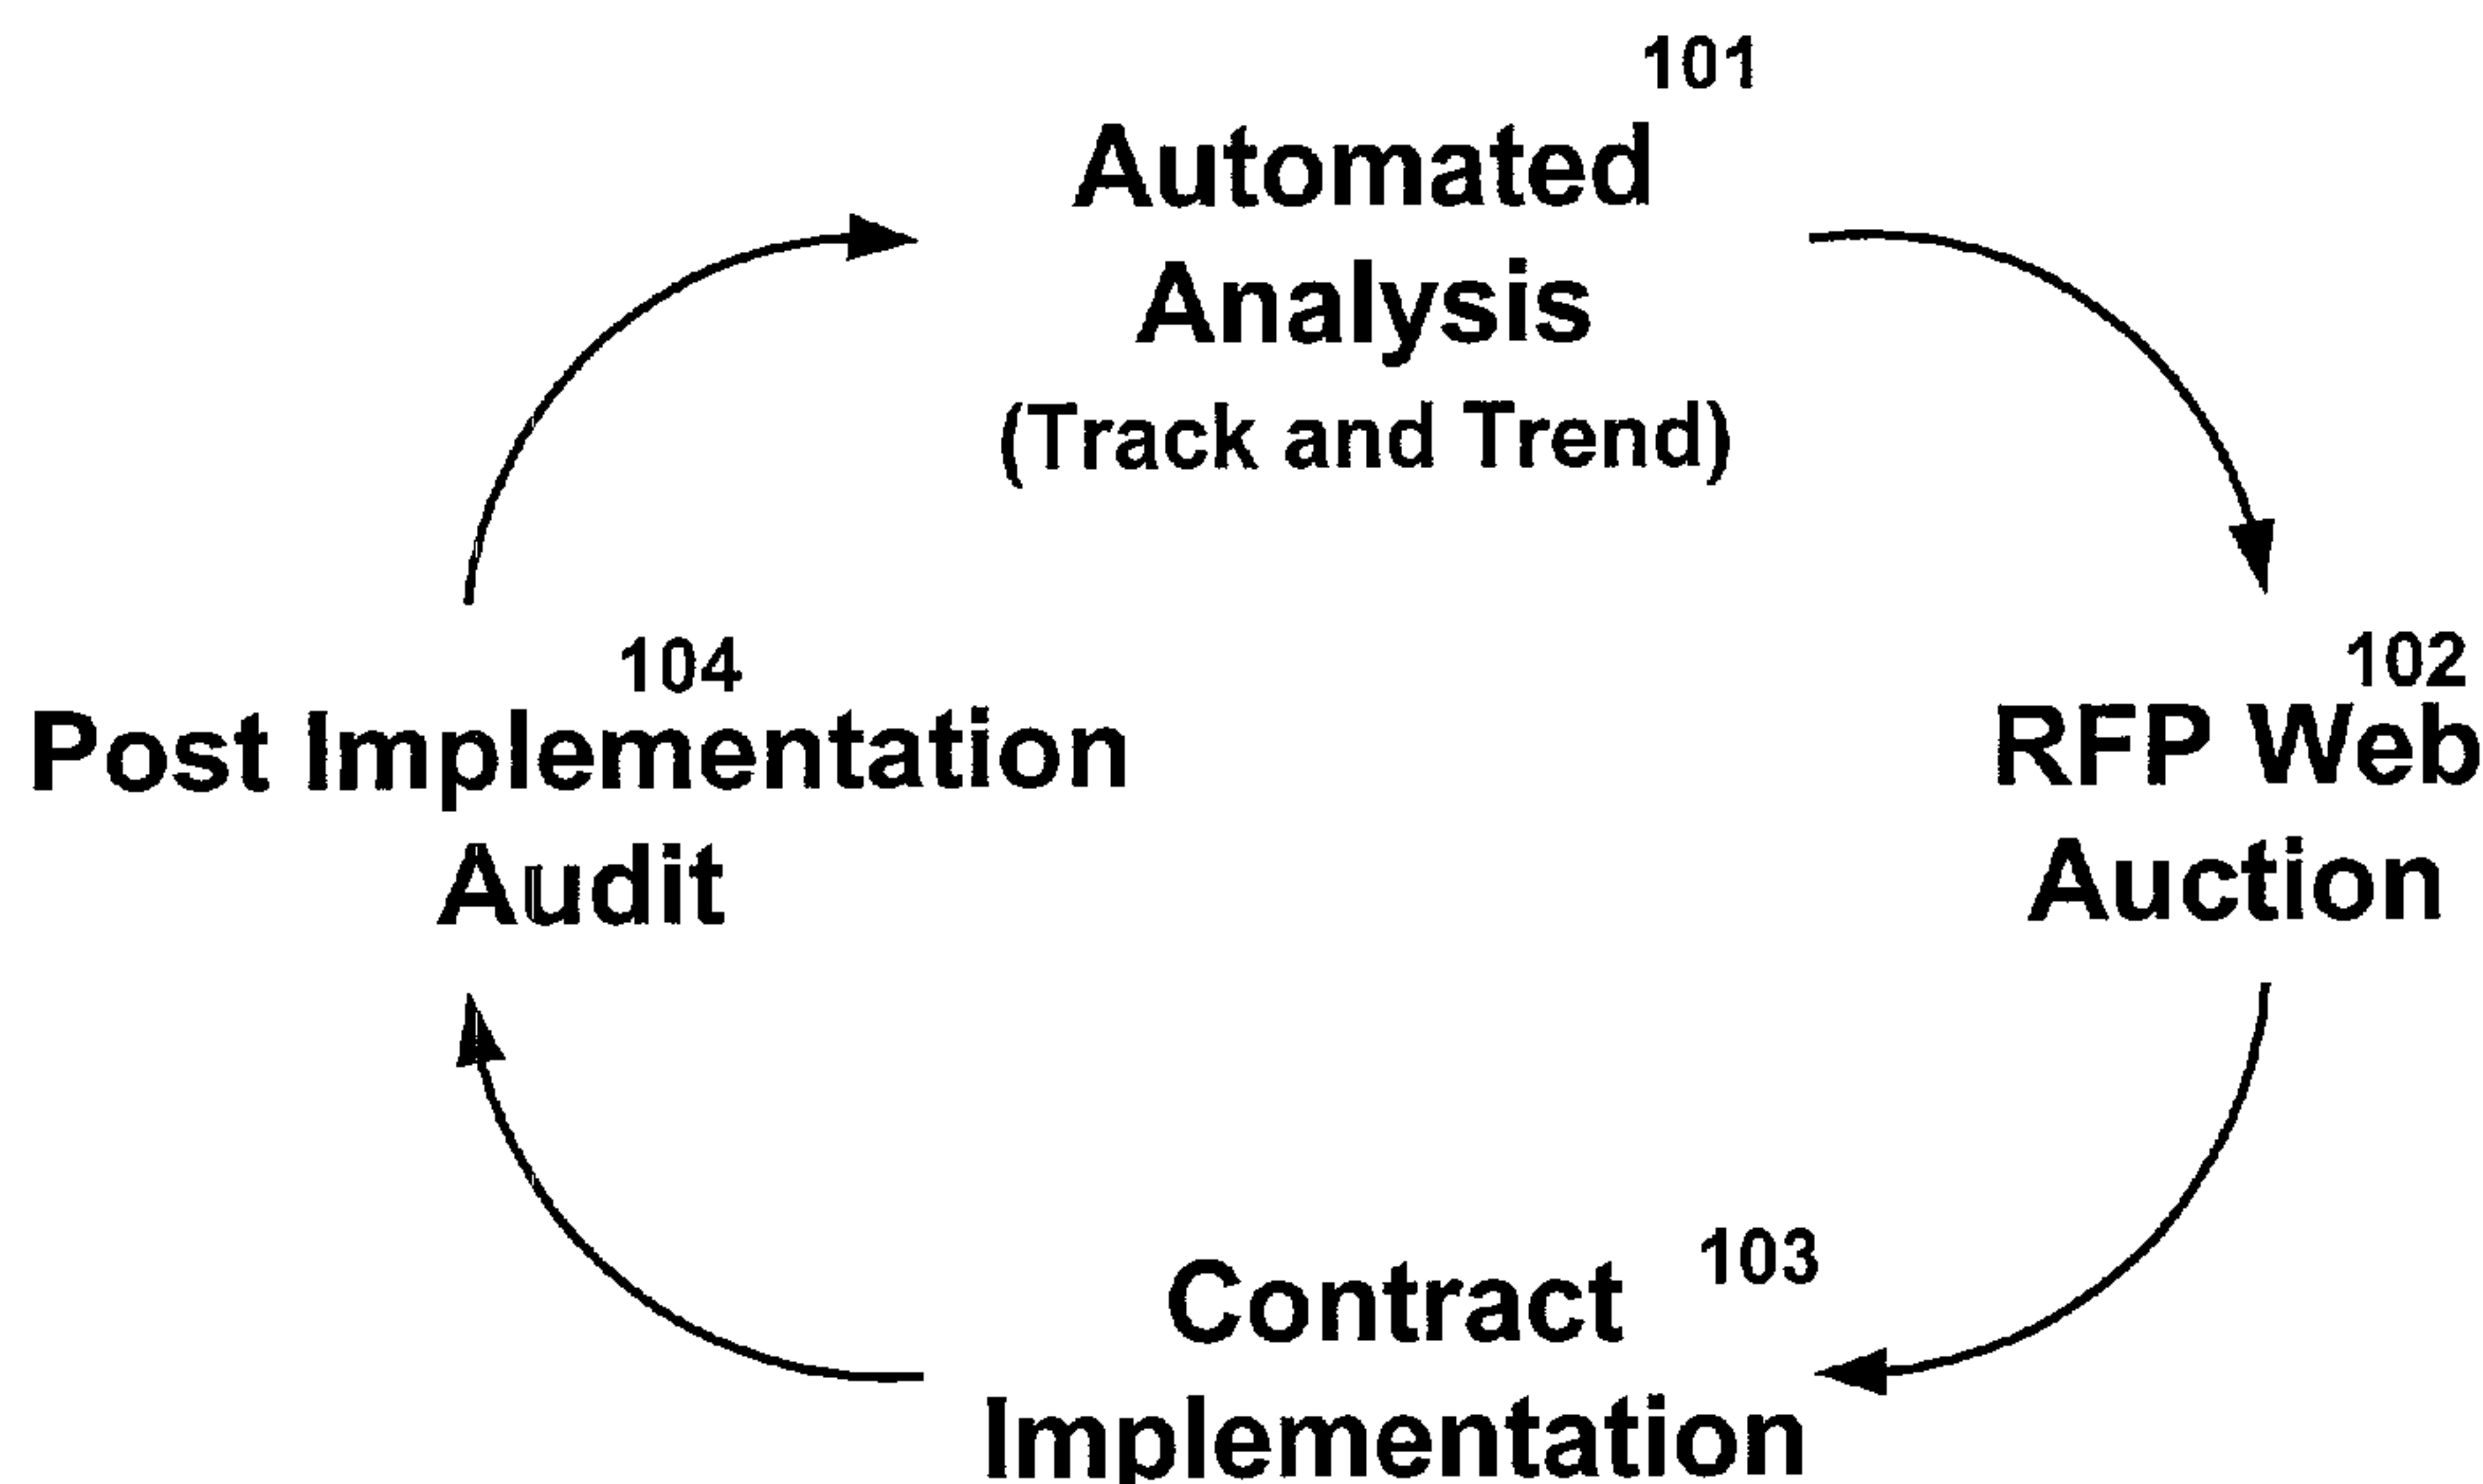 101
Automated
Analysis
(Track and Trend)
104
Post Implementation
Audit
102
RFP Web
Auction
103
Contract
Implementation